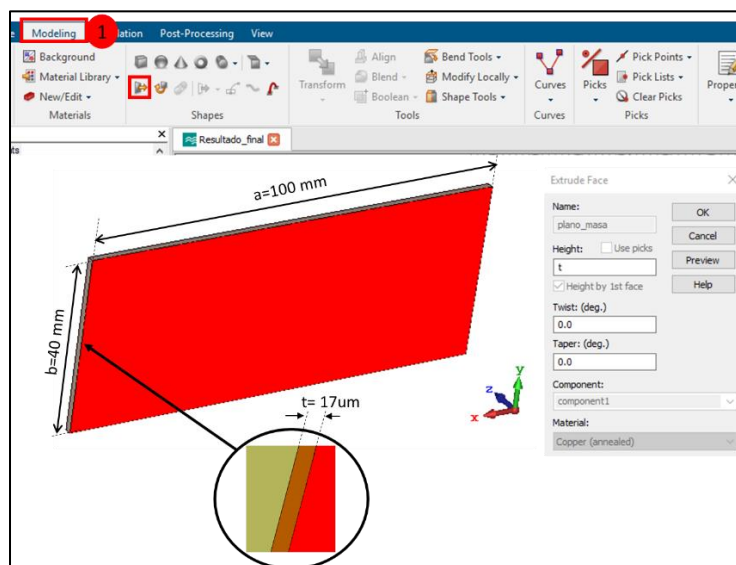 Modeling 1 lation Post-Processing View
Background
Material Library
New/Edit
Materials
Shapes
Transform
Align
Blend
Boolean
Bend Tools
Modify Locally
Shape Tools
Tools
Curves
Curves
Picks
Pick Points
Pick Lists
Clear Picks
Picks
Proper
nts
Resultado_final
a=100 mm
b=40 mm
t= 17um
x
y
z
Extrude Face
Name:
plano_masa
Height:
Use picks
t
Height by 1st face
Twist: (deg.)
0.0
Taper: (deg.)
0.0
Component:
component1
Material:
Copper (annealed)
OK
Cancel
Preview
Help